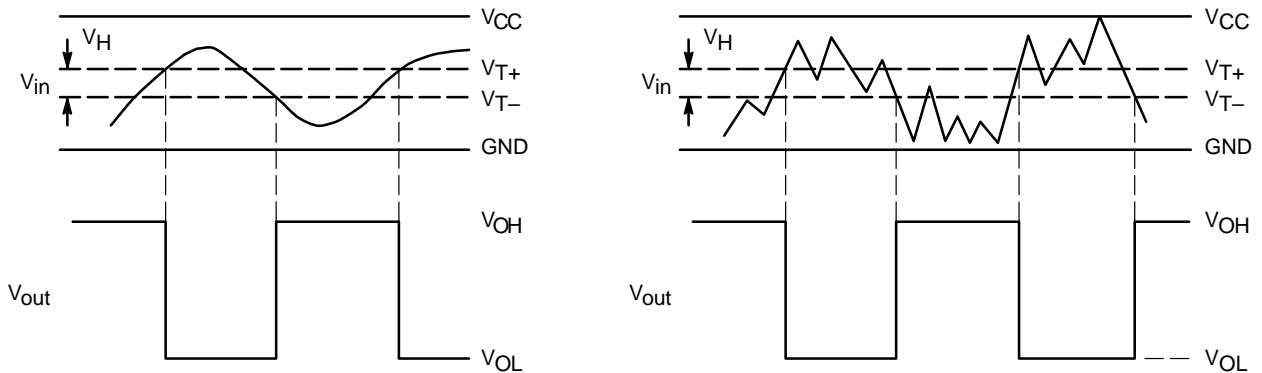 VCC
VH
VT+
Vin
VT–
GND
VOH
Vout
VOL
VCC
VH
VT+
Vin
VT–
GND
VOH
Vout
VOL